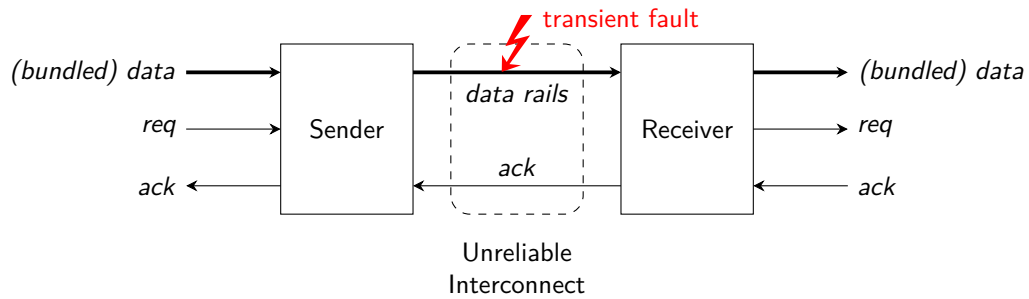 transient fault
(bundled) data
data rails
(bundled) data
req
Sender
Receiver
req
ack
ack
ack
Unreliable
Interconnect